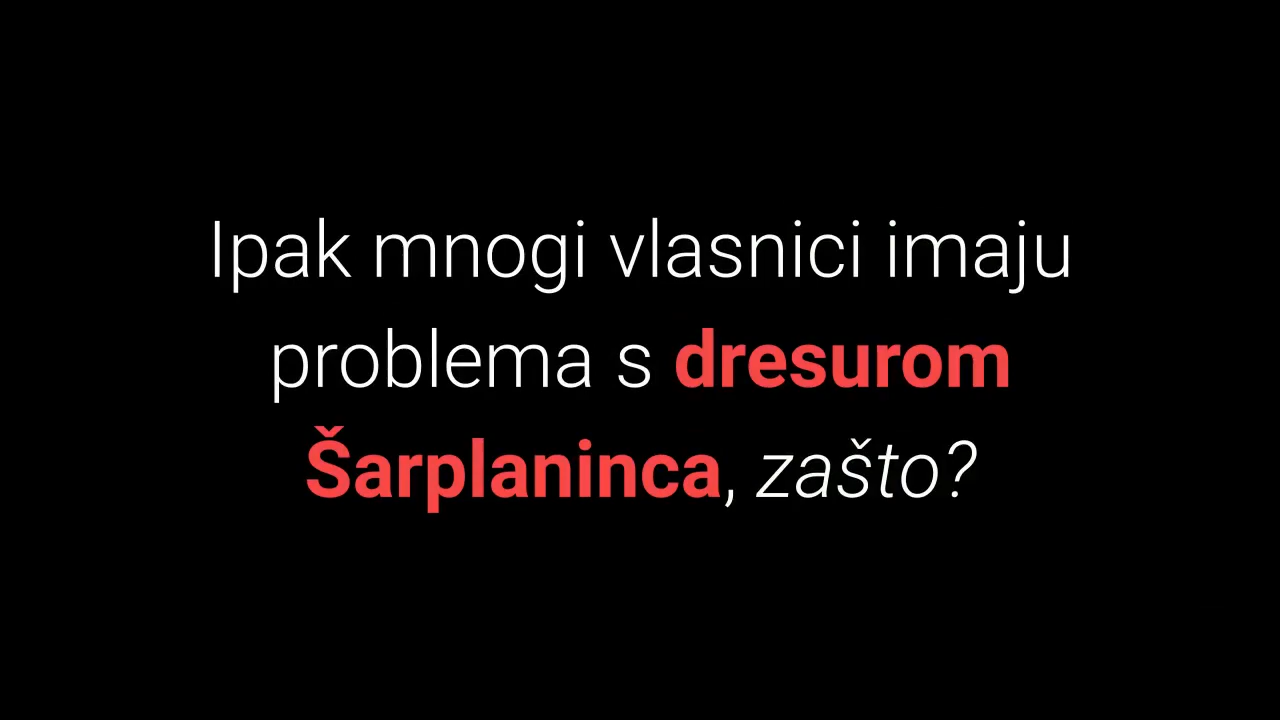 Ipak mnogi vlasnici imaju
problema s dresurom
Šarplaninca, zašto?